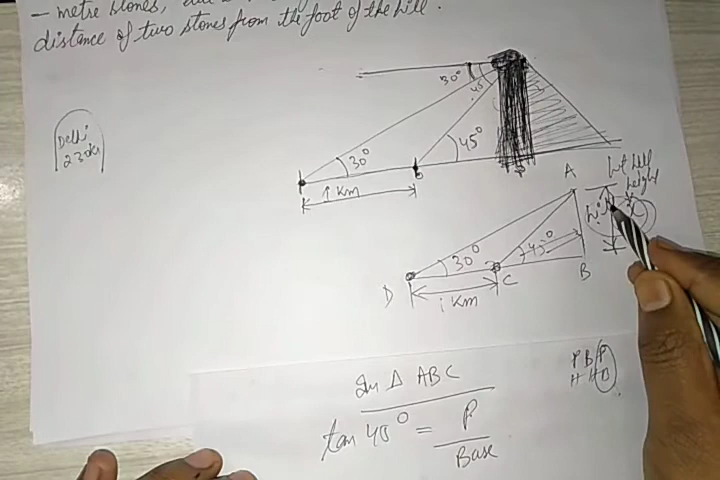 – metre stones,
distance of two stones from the foot of the hill.
30°
45
Delhi
230k
30°
45°
1 Km
A
let hill
height
h
30°
45°
D
C
B
1 Km
In Δ ABC
tan 45° = P
Base
P B P
H H B